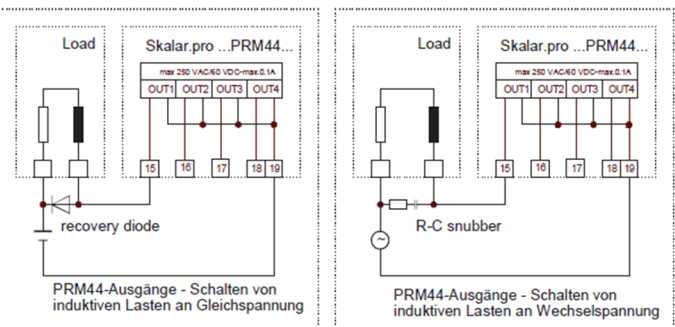 Load
Skalar.pro ...PRM44...
max 250 VAC/60 VDC-max.0.1A
OUT1 OUT2 OUT3 OUT4
15 16 17 18 19
recovery diode
PRM44-Ausgänge - Schalten von
induktiven Lasten an Gleichspannung
Load
Skalar.pro ...PRM44...
max 250 VAC/60 VDC-max.0.1A
OUT1 OUT2 OUT3 OUT4
15 16 17 18 19
R-C snubber
~
PRM44-Ausgänge - Schalten von
induktiven Lasten an Wechselspannung